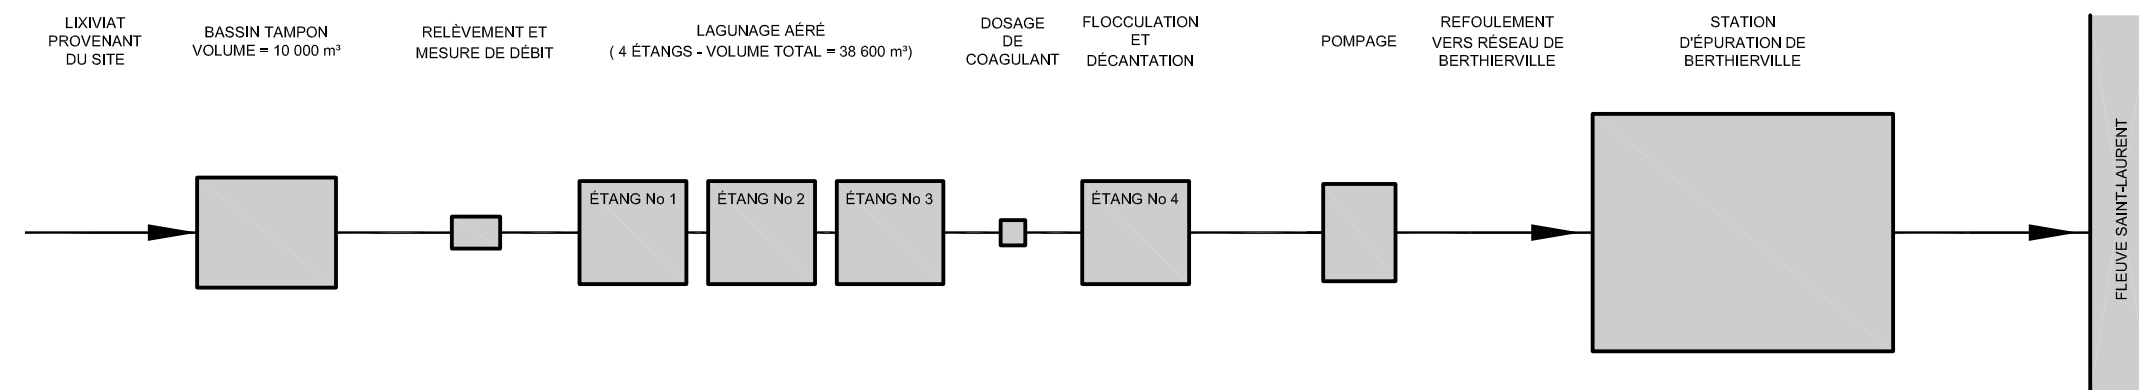 LIXIVIAT
PROVENANT
DU SITE
BASSIN TAMPON
VOLUME = 10 000 m³
RELÈVEMENT ET
MESURE DE DÉBIT
LAGUNAGE AÉRÉ
( 4 ÉTANGS - VOLUME TOTAL = 38 600 m³)
DOSAGE
DE
COAGULANT
FLOCCULATION
ET
DÉCANTATION
POMPAGE
REFOULEMENT
VERS RÉSEAU DE
BERTHIERVILLE
STATION
D'ÉPURATION DE
BERTHIERVILLE
ÉTANG No 1
ÉTANG No 2
ÉTANG No 3
ÉTANG No 4
FLEUVE SAINT-LAURENT